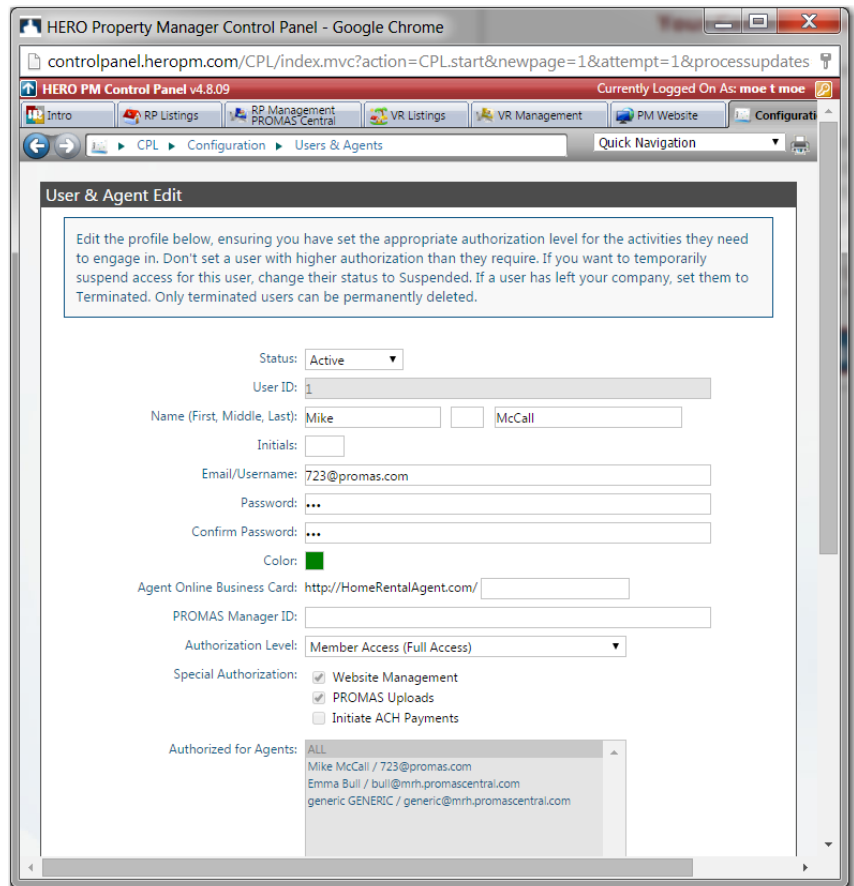 HERO Property Manager Control Panel - Google Chrome
controlpanel.heropm.com/CPL/index.mvc?action=CPL.start&newpage=1&attempt=1&processupdates
HERO PM Control Panel v4.8.09 Currently Logged On As: moe t moe
Intro RP Listings RP Management PROMAS Central VR Listings VR Management PM Website Configurati
CPL Configuration Users & Agents Quick Navigation
User & Agent Edit
Edit the profile below, ensuring you have set the appropriate authorization level for the activities they need
to engage in. Don't set a user with higher authorization than they require. If you want to temporarily
suspend access for this user, change their status to Suspended. If a user has left your company, set them to
Terminated. Only terminated users can be permanently deleted.
Status: Active
User ID: 1
Name (First, Middle, Last): Mike McCall
Initials:
Email/Username: 723@promas.com
Password: •••
Confirm Password: •••
Color:
Agent Online Business Card: http://HomeRentalAgent.com/
PROMAS Manager ID:
Authorization Level: Member Access (Full Access)
Special Authorization: Website Management
PROMAS Uploads
Initiate ACH Payments
Authorized for Agents: ALL
Mike McCall / 723@promas.com
Emma Bull / bull@mrh.promascentral.com
generic GENERIC / generic@mrh.promascentral.com